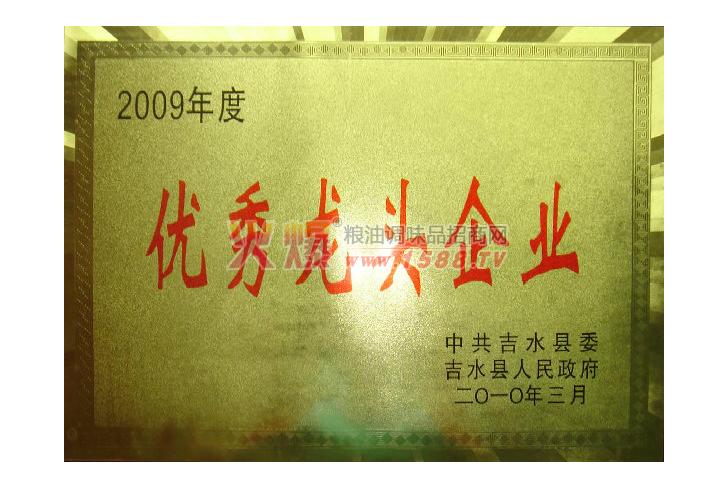 2009年度
优秀龙头企业
火爆®粮油调味品招商网
www.11588.TV
中共吉水县委
吉水县人民政府
二〇一〇年三月